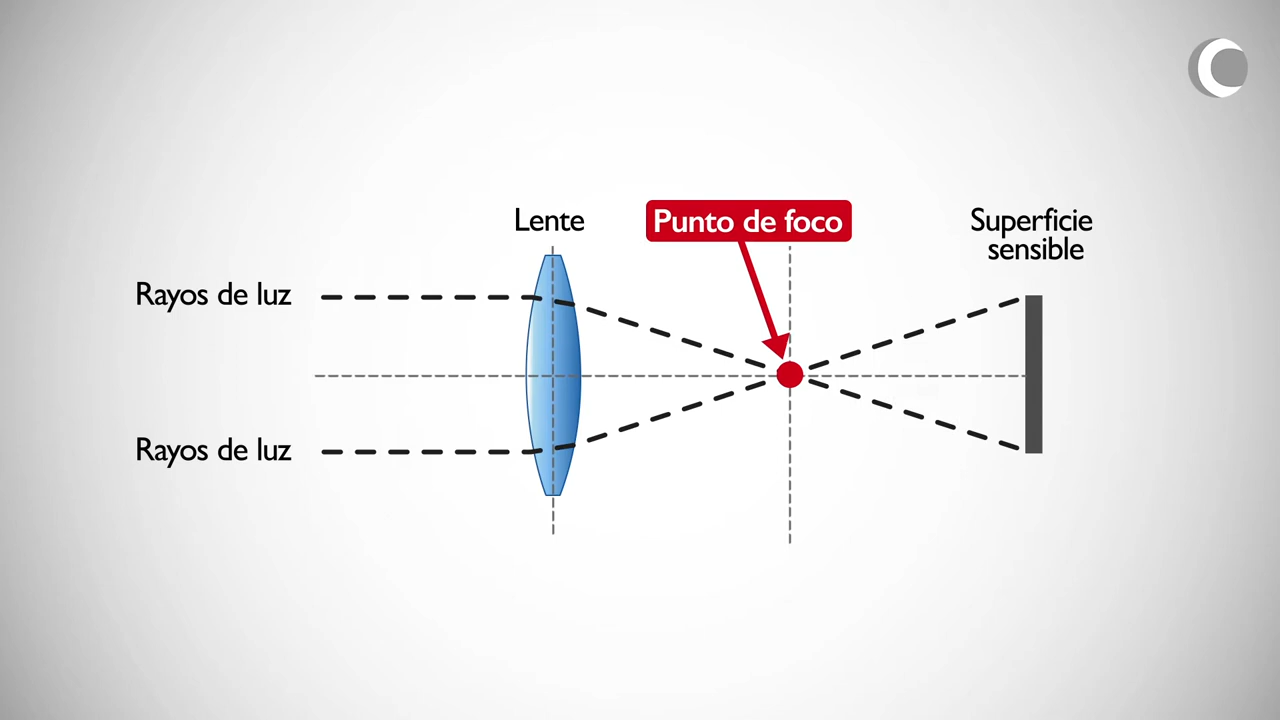 Lente
Punto de foco
Superficie
sensible
Rayos de luz
Rayos de luz